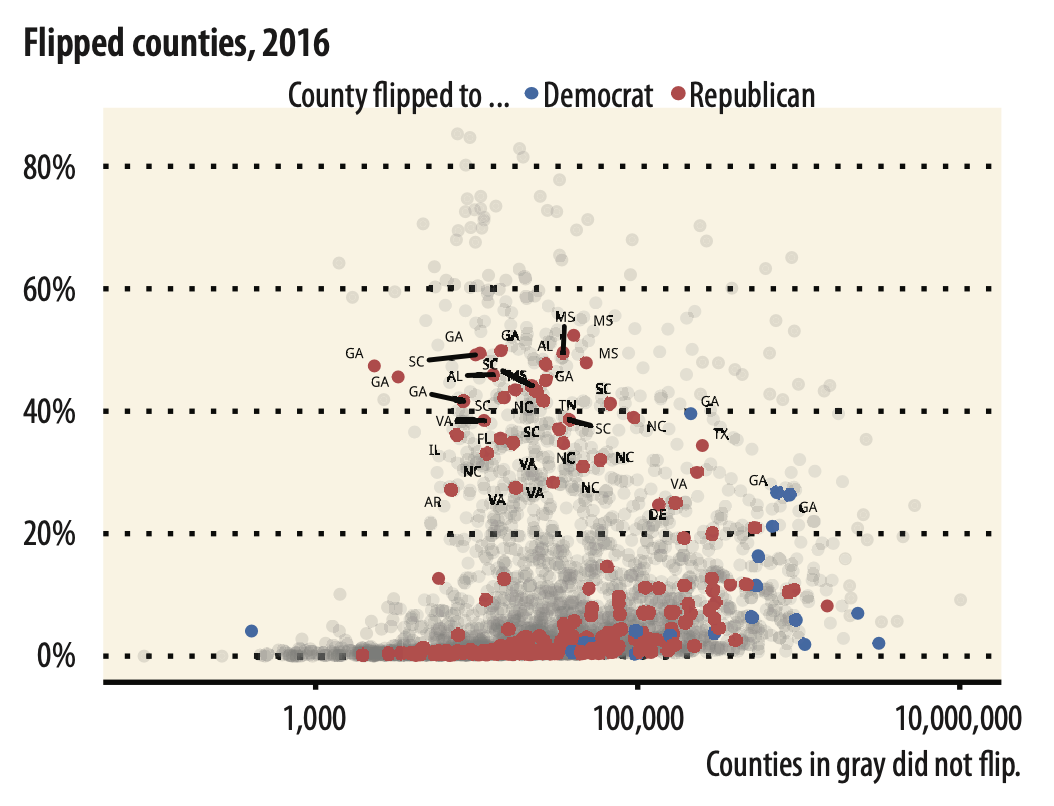 Flipped counties, 2016
County flipped to ... Democrat Republican
80%
60%
MS MS
GA GA
AL
GA SC SC MS
GA AL MS GA
GA SC
40% SC NC TN GA
VA SC NC TX
FL SC
IL
NC VA NC NC
VA GA
AR VA VA NC GA
DE
20%
0%
1,000 100,000 10,000,000
Counties in gray did not flip.